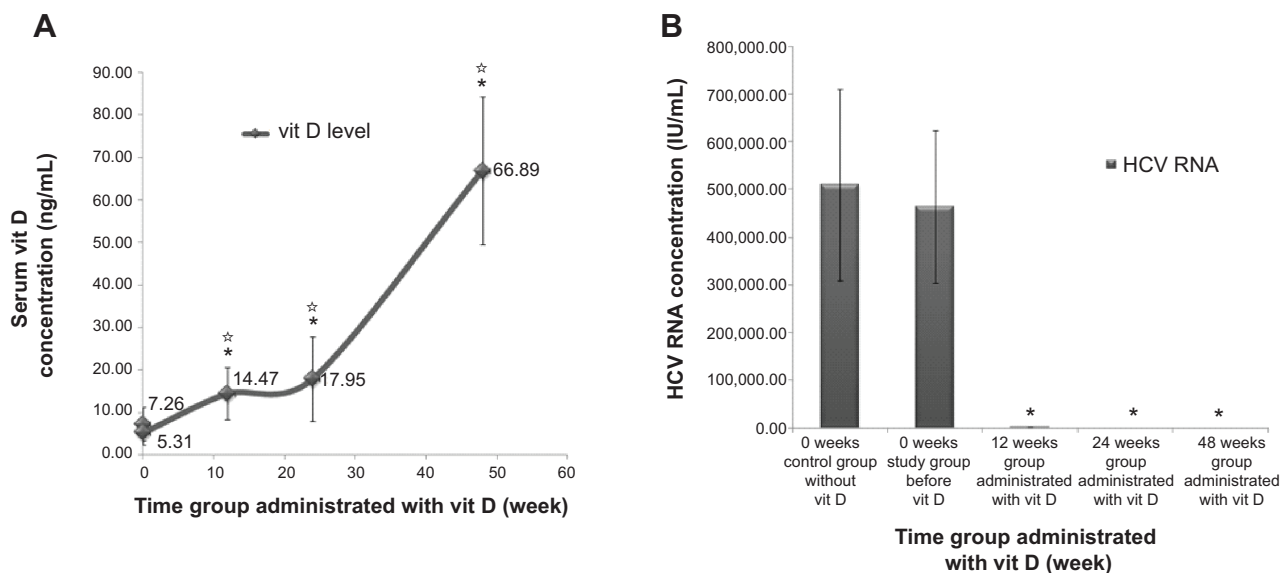 A
Serum vit D
concentration (ng/mL)
90.00
80.00
70.00
60.00
50.00
40.00
30.00
20.00
10.00
0.00
vit D level
☆
*
☆
*
☆
*
7.26
5.31
14.47
17.95
66.89
0
10
20
30
40
50
60
Time group administrated with vit D (week)
B
HCV RNA concentration (IU/mL)
800,000.00
700,000.00
600,000.00
500,000.00
400,000.00
300,000.00
200,000.00
100,000.00
0.00
HCV RNA
*
*
*
0 weeks
control group
without
vit D
0 weeks
study group
before
vit D
12 weeks
group
administrated
with vit D
24 weeks
group
administrated
with vit D
48 weeks
group
administrated
with vit D
Time group administrated
with vit D (week)